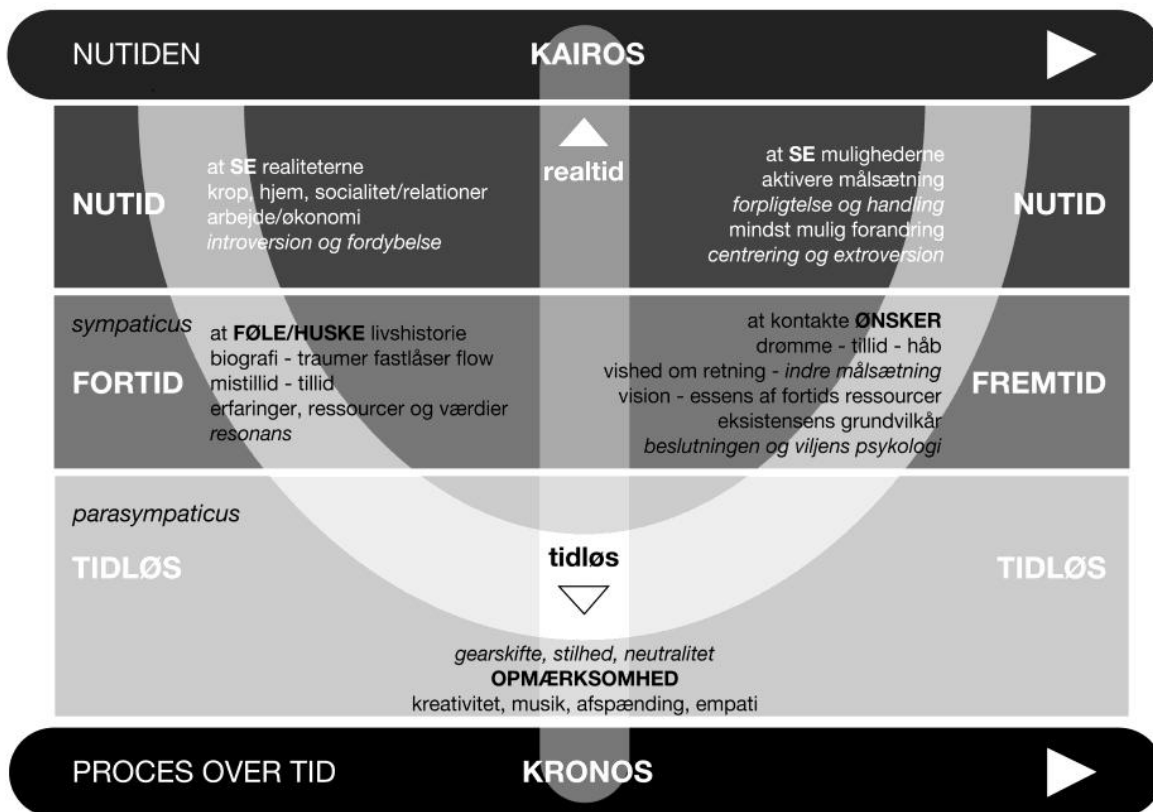 NUTIDEN
KAIROS
NUTID
at SE realiteterne
krop, hjem, socialitet/relationer
arbejde/økonomi
introversion og fordybelse
realtid
at SE mulighederne
aktivere målsætning
forpligtelse og handling
mindst mulig forandring
centrering og extroversion
NUTID
sympaticus
FORTID
at FØLE/HUSKE livshistorie
biografi - traumer fastlåser flow
mistillid - tillid
erfaringer, ressourcer og værdier
resonans
at kontakte ØNSKER
drømme - tillid - håb
vished om retning - indre målsætning
vision - essens af fortids ressourcer
eksistensens grundvilkår
beslutningen og viljens psykologi
FREMTID
parasympaticus
TIDLØS
tidløs
TIDLØS
gearskifte, stilhed, neutralitet
OPMÆRKSOMHED
kreativitet, musik, afspænding, empati
PROCES OVER TID
KRONOS